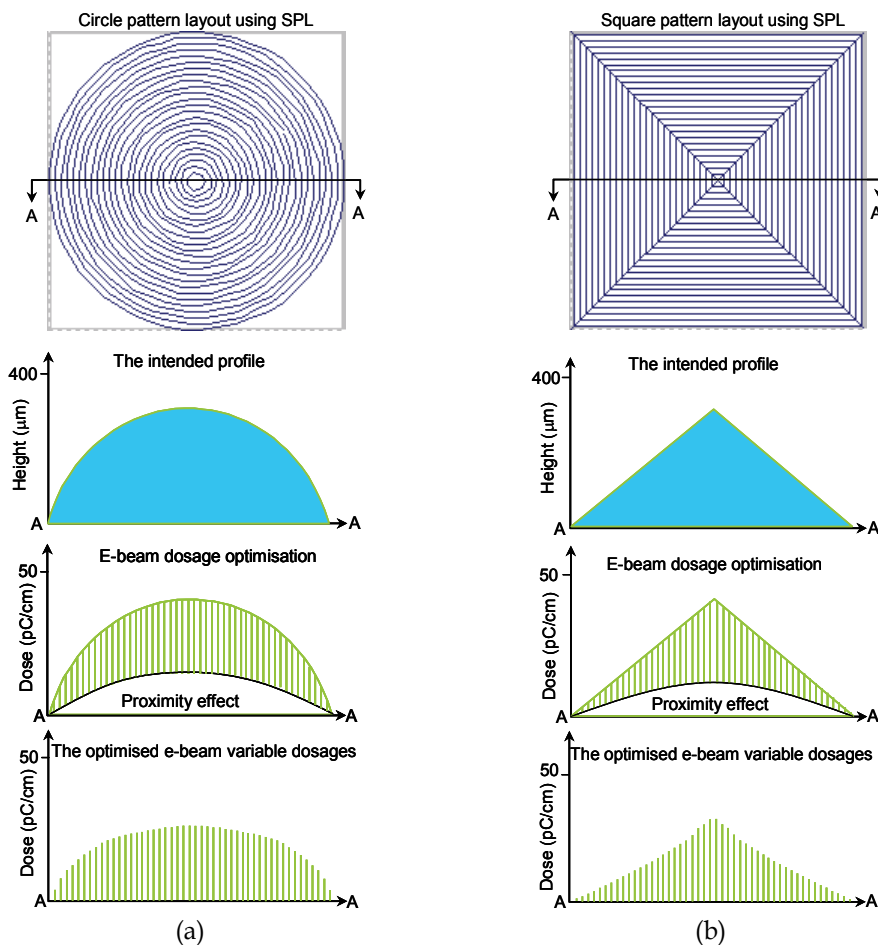 Circle pattern layout using SPL
A
A
The intended profile
400
Height (μm)
A
A
E-beam dosage optimisation
50
Dose (pC/cm)
Proximity effect
A
A
The optimised e-beam variable dosages
50
Dose (pC/cm)
A
A
(a)
Square pattern layout using SPL
A
A
The intended profile
400
Height (μm)
A
A
E-beam dosage optimisation
50
Dose (pC/cm)
Proximity effect
A
A
The optimised e-beam variable dosages
50
Dose (pC/cm)
A
A
(b)